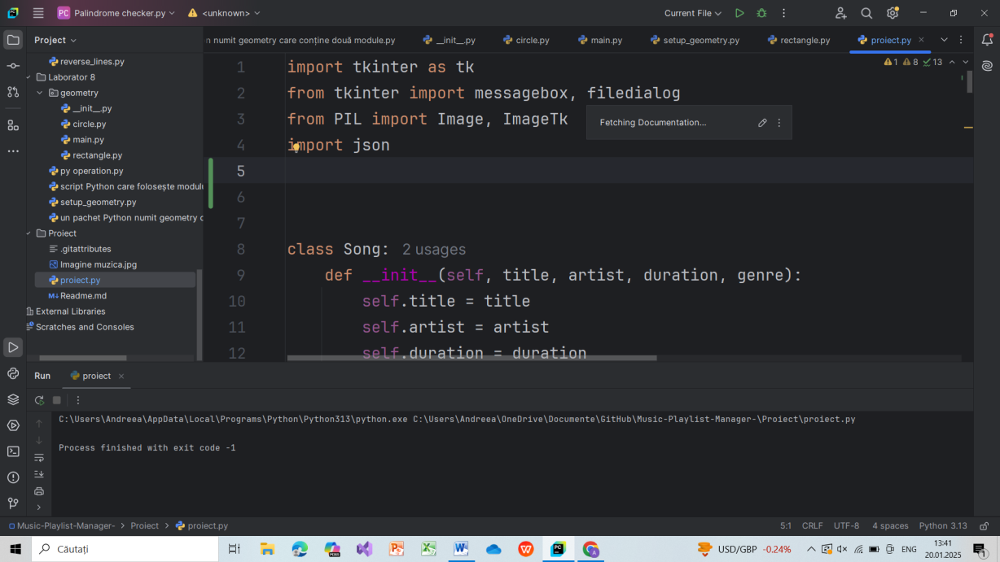 PC Palindrome checker.py <unknown> Current File
Project
n numit geometry care conține două module.py __init__.py circle.py main.py setup_geometry.py rectangle.py proiect.py
reverse_lines.py
Laborator 8
geometry
__init__.py
circle.py
main.py
rectangle.py
py operation.py
script Python care folosește modulu
setup_geometry.py
un pachet Python numit geometry c
Proiect
.gitattributes
Imagine muzica.jpg
proiect.py
M↓ Readme.md
External Libraries
Scratches and Consoles
1 8 13
1 import tkinter as tk
2 from tkinter import messagebox, filedialog
3 from PIL import Image, ImageTk
Fetching Documentation...
4 import json
5
6
7
8 class Song: 2 usages
9 def __init__(self, title, artist, duration, genre):
10 self.title = title
11 self.artist = artist
12 self.duration = duration
Run proiect
C:\Users\Andreea\AppData\Local\Programs\Python\Python313\python.exe C:\Users\Andreea\OneDrive\Documente\GitHub\Music-Playlist-Manager-\Proiect\proiect.py
Process finished with exit code -1
Music-Playlist-Manager- > Proiect > proiect.py 5:1 CRLF UTF-8 4 spaces Python 3.13
Căutați USD/GBP -0.24% ENG 13:41
20.01.2025 1